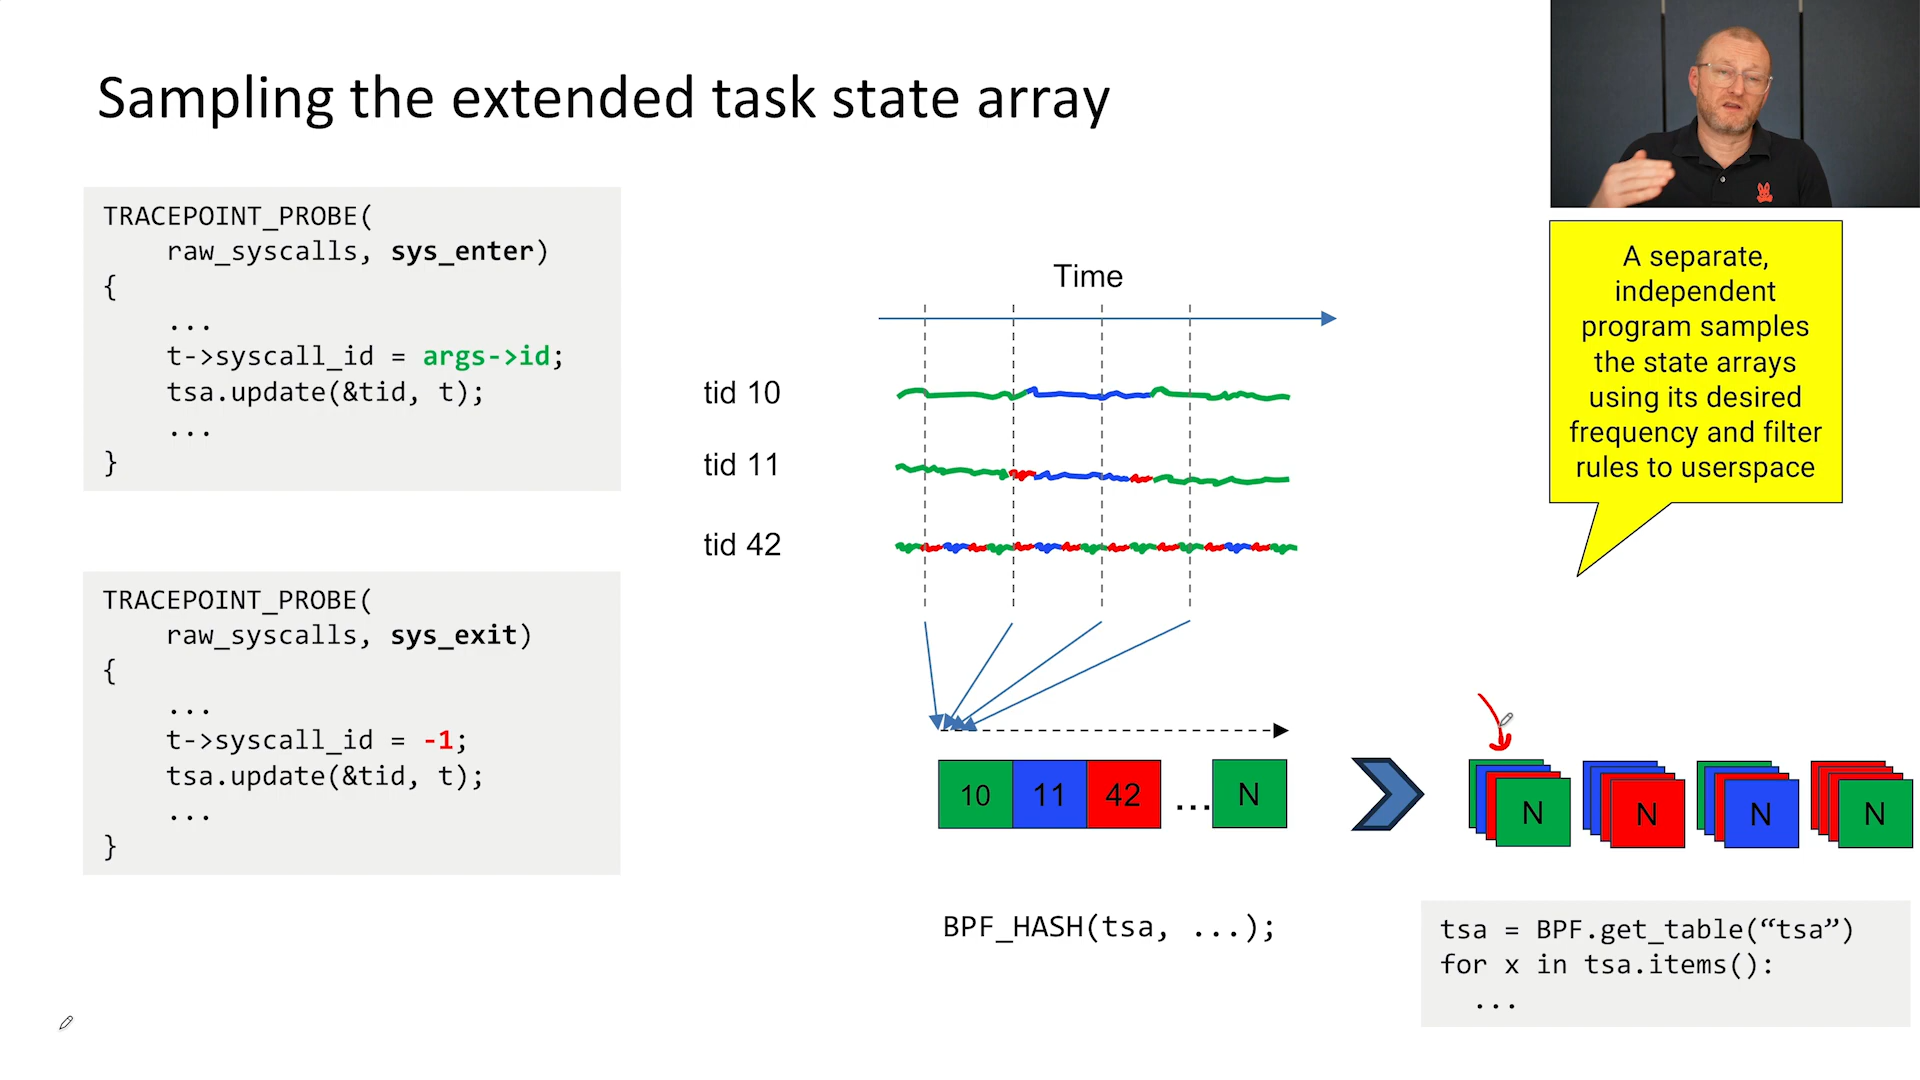 Sampling the extended task state array
TRACEPOINT_PROBE(
    raw_syscalls, sys_enter)
{
    ...
    t->syscall_id = args->id;
    tsa.update(&tid, t);
    ...
}
TRACEPOINT_PROBE(
    raw_syscalls, sys_exit)
{
    ...
    t->syscall_id = -1;
    tsa.update(&tid, t);
    ...
}
Time
tid 10
tid 11
tid 42
10 11 42 ... N
BPF_HASH(tsa, ...);
A separate,
independent
program samples
the state arrays
using its desired
frequency and filter
rules to userspace
N N N N
tsa = BPF.get_table(“tsa”)
for x in tsa.items():
  ...